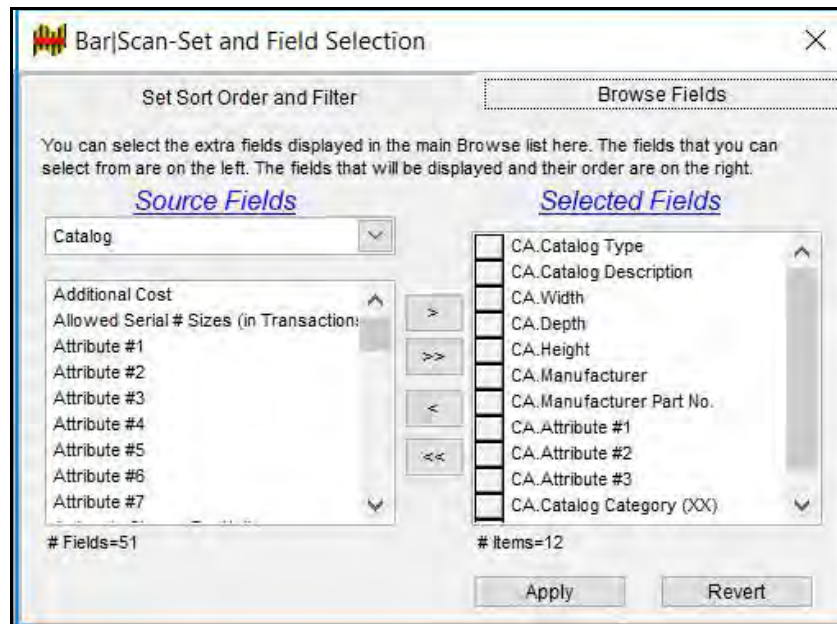 Bar|Scan-Set and Field Selection
Set Sort Order and Filter
Browse Fields
You can select the extra fields displayed in the main Browse list here. The fields that you can
select from are on the left. The fields that will be displayed and their order are on the right.
Source Fields
Catalog
Additional Cost
Allowed Serial # Sizes (in Transactions
Attribute #1
Attribute #2
Attribute #3
Attribute #4
Attribute #5
Attribute #6
Attribute #7
# Fields=51
>
>>
<
<<
Selected Fields
CA.Catalog Type
CA.Catalog Description
CA.Width
CA.Depth
CA.Height
CA.Manufacturer
CA.Manufacturer Part No.
CA.Attribute #1
CA.Attribute #2
CA.Attribute #3
CA.Catalog Category (XX)
# Items=12
Apply
Revert